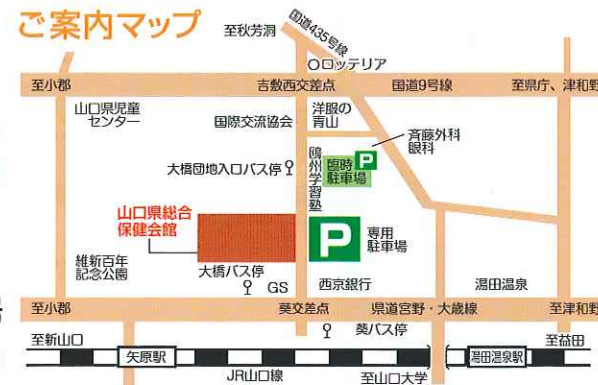 ご案内マップ
至秋芳洞
国道435号線
ロッテリア
至小郡
吉敷西交差点
国道9号線
至県庁、津和野
山口県児童
センター
国際交流協会
洋服の
青山
斉藤外科
眼科
大橋団地入口バス停
鴎州学習塾
臨時
駐車場
P
山口県総合
保健会館
P
専用
駐車場
維新百年
記念公園
大橋バス停
GS
西京銀行
湯田温泉
至小郡
葵交差点
県道宮野・大歳線
至津和野
至新山口
葵バス停
至益田
矢原駅
湯田温泉駅
JR山口線
至山口大学
号